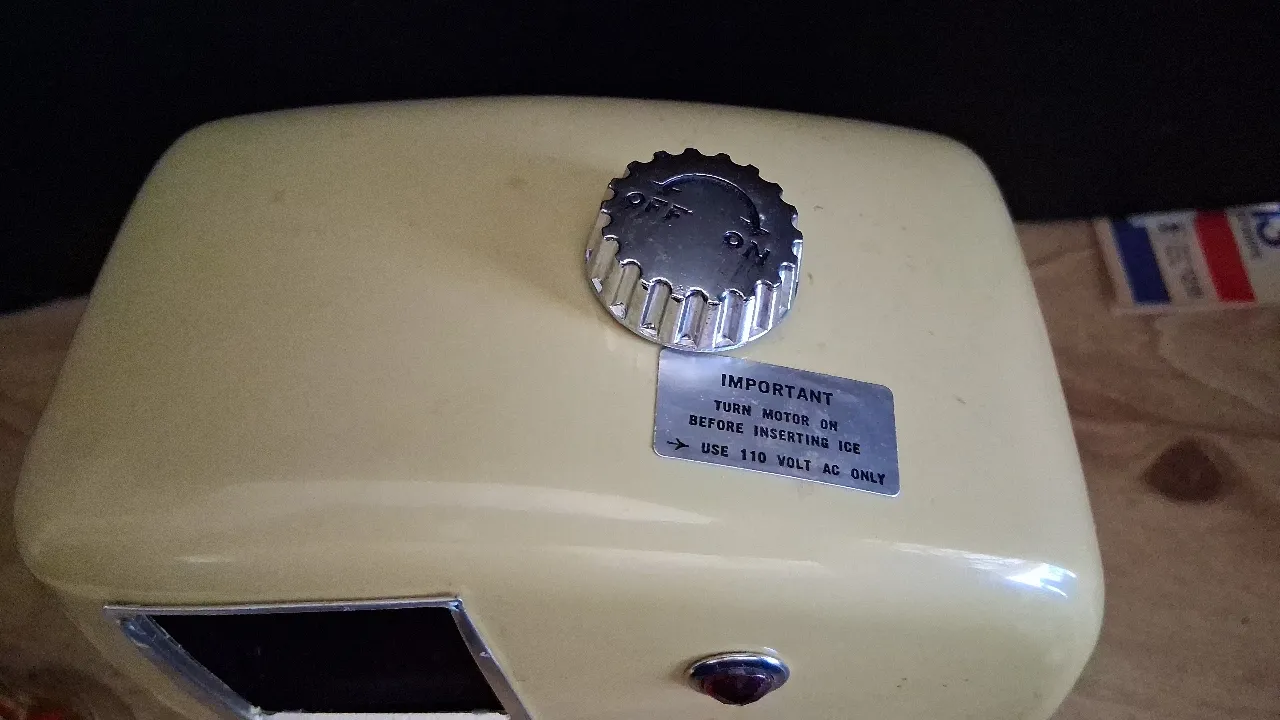 OFF
ON
IMPORTANT
TURN MOTOR ON
BEFORE INSERTING ICE
→ USE 110 VOLT AC ONLY